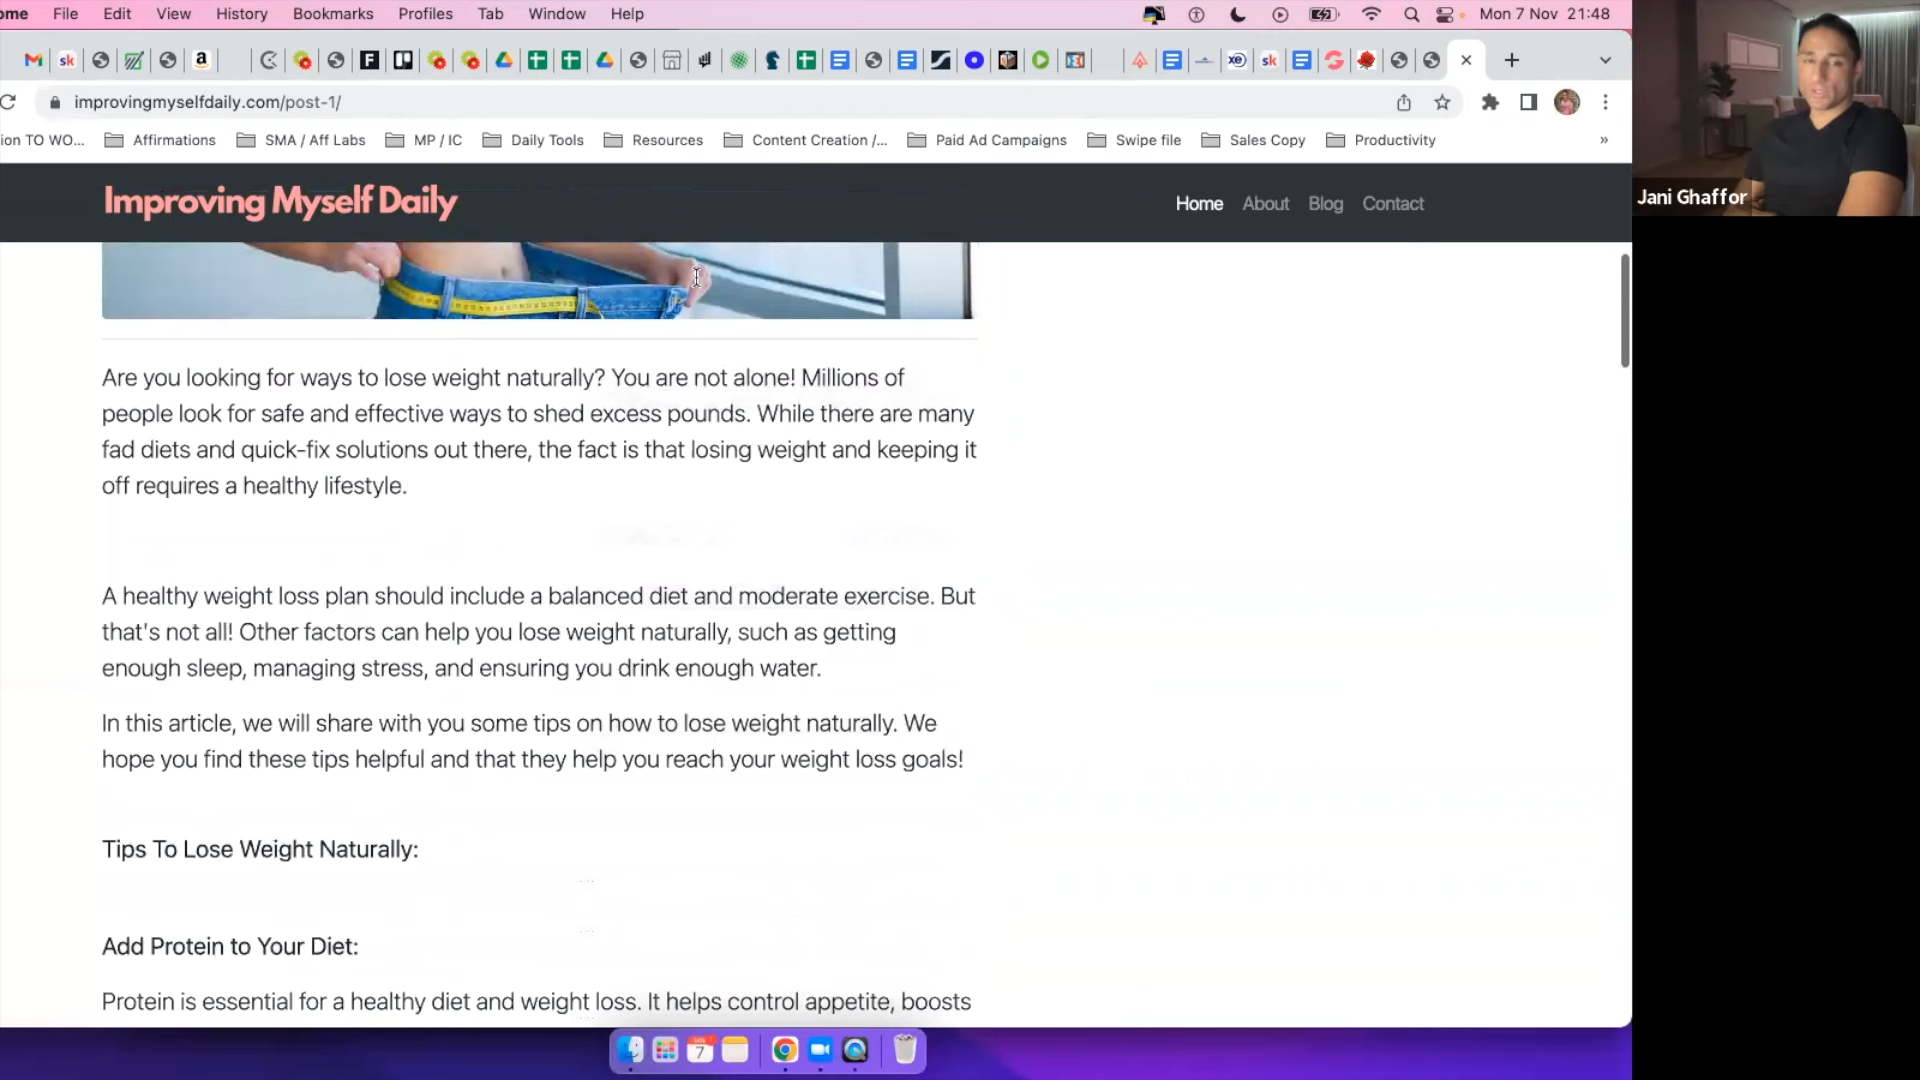 ome File Edit View History Bookmarks Profiles Tab Window Help Mon 7 Nov 21:48
improvingmyselfdaily.com/post-1/
ion TO WO... Affirmations SMA / Aff Labs MP / IC Daily Tools Resources Content Creation /... Paid Ad Campaigns Swipe file Sales Copy Productivity »
Improving Myself Daily Home About Blog Contact
Jani Ghaffor
Are you looking for ways to lose weight naturally? You are not alone! Millions of
people look for safe and effective ways to shed excess pounds. While there are many
fad diets and quick-fix solutions out there, the fact is that losing weight and keeping it
off requires a healthy lifestyle.
A healthy weight loss plan should include a balanced diet and moderate exercise. But
that's not all! Other factors can help you lose weight naturally, such as getting
enough sleep, managing stress, and ensuring you drink enough water.
In this article, we will share with you some tips on how to lose weight naturally. We
hope you find these tips helpful and that they help you reach your weight loss goals!
Tips To Lose Weight Naturally:
Add Protein to Your Diet:
Protein is essential for a healthy diet and weight loss. It helps control appetite, boosts
7